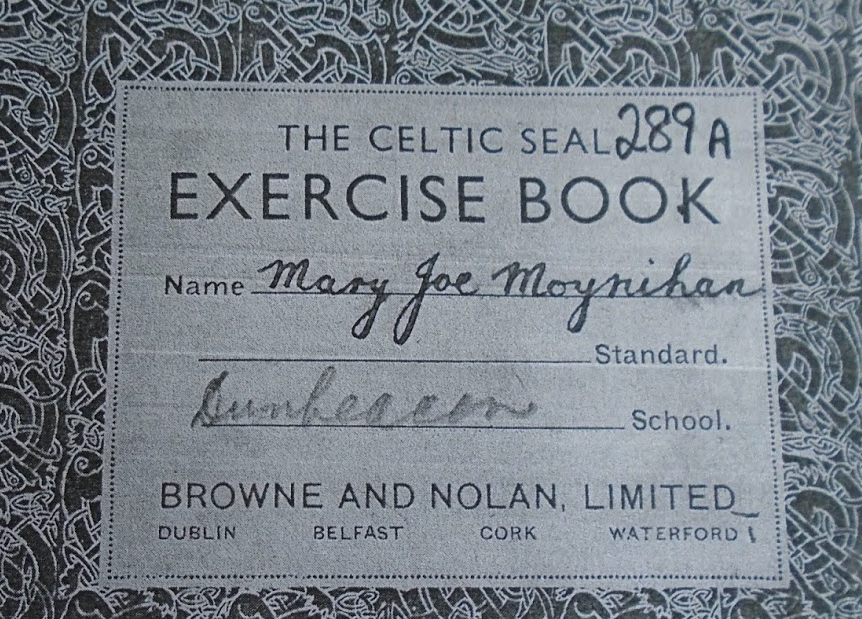 THE CELTIC SEAL 289 A
EXERCISE BOOK
Name Mary Joe Moynihan
Standard.
Dunbeacon School.
BROWNE AND NOLAN, LIMITED
DUBLIN BELFAST CORK WATERFORD